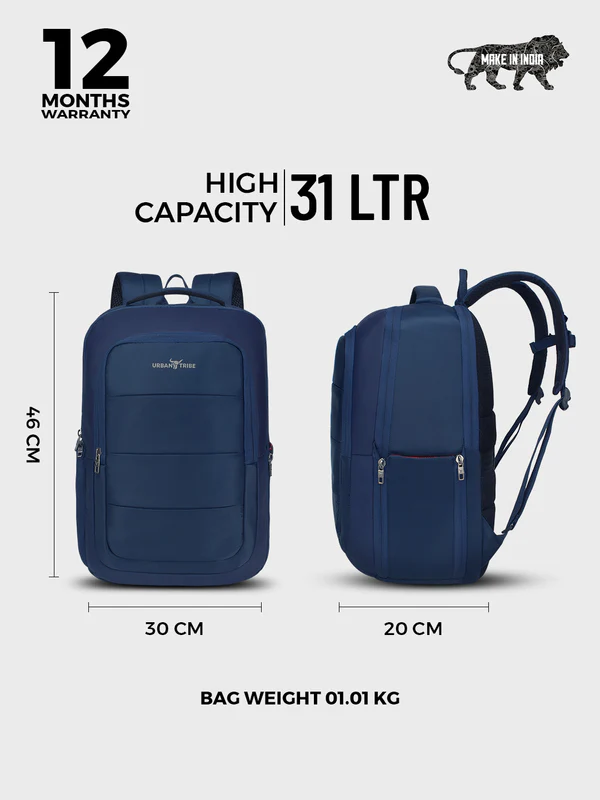 12
MONTHS
WARRANTY
MAKE IN INDIA
HIGH
CAPACITY
31 LTR
URBAN TRIBE
46 CM
30 CM
20 CM
BAG WEIGHT 01.01 KG